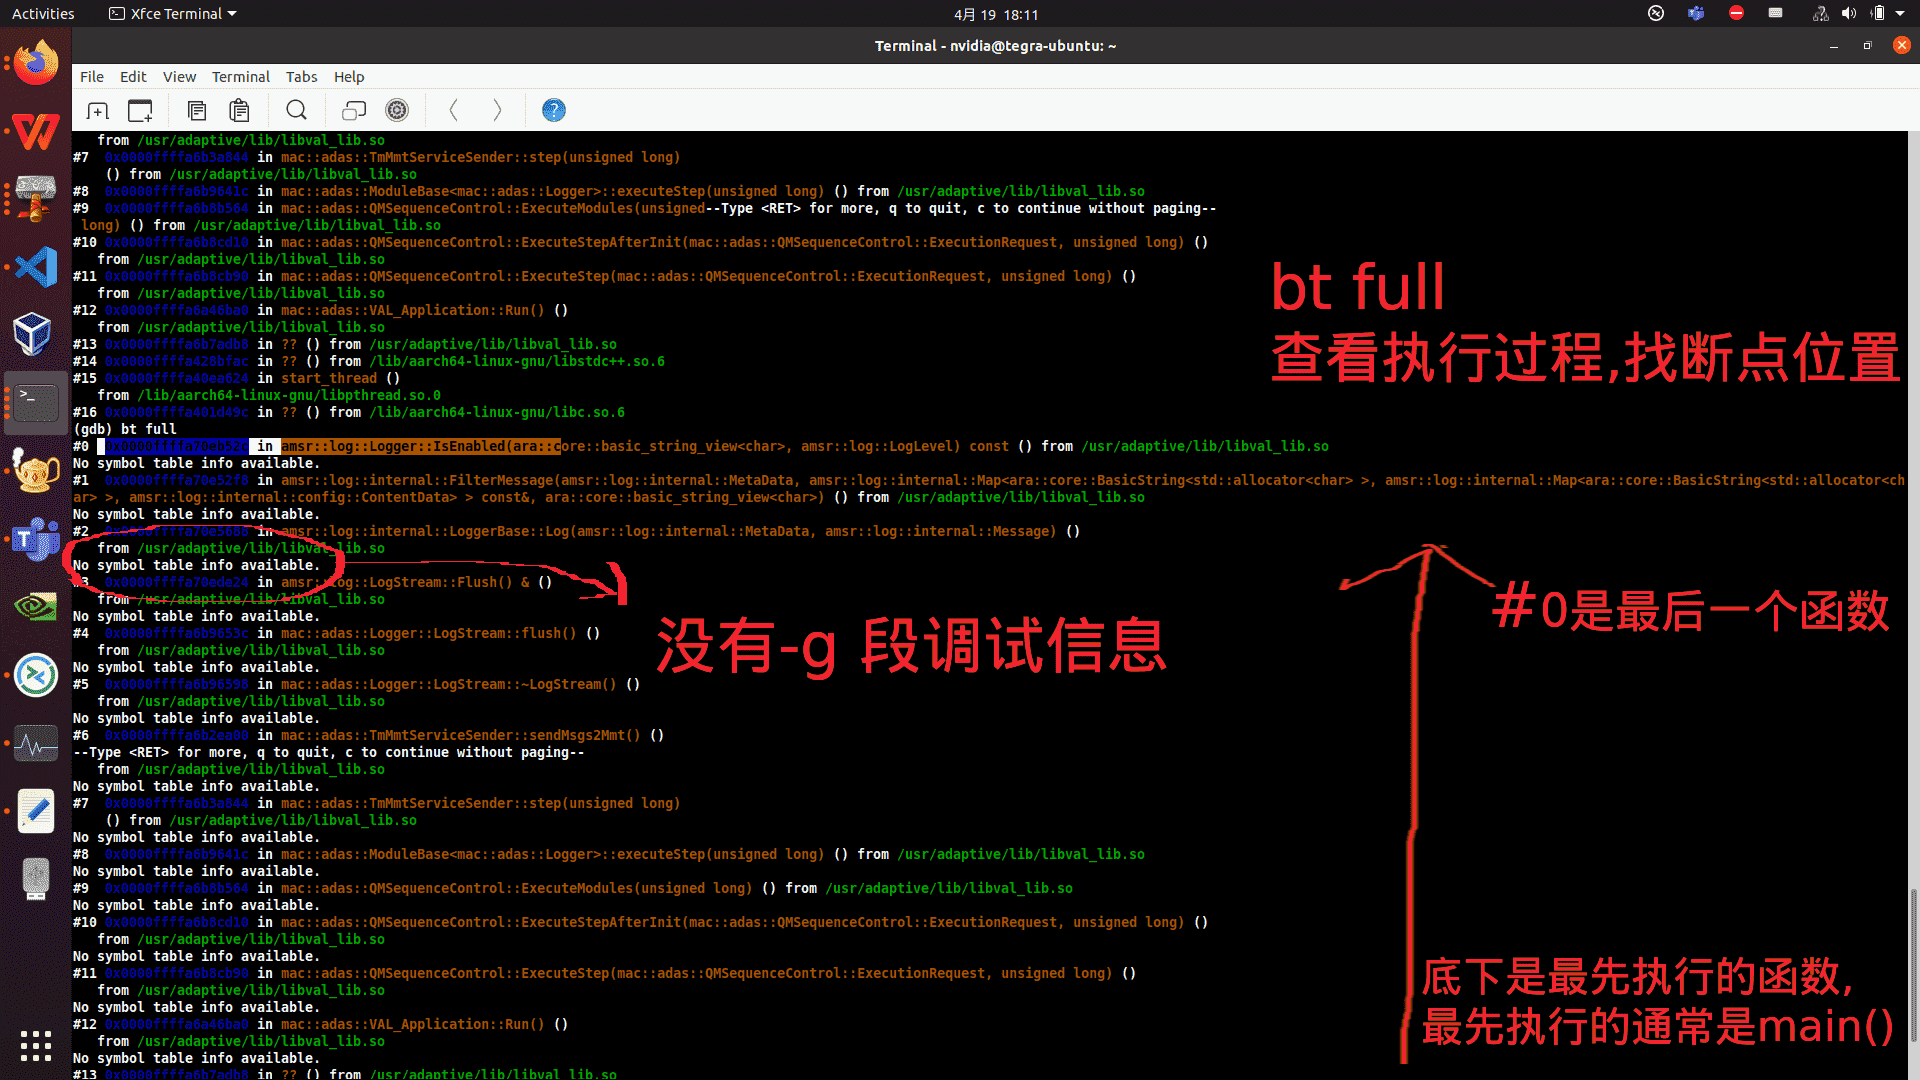 Activities
Xfce Terminal
4月 19 18:11
Terminal - nvidia@tegra-ubuntu: ~
File Edit View Terminal Tabs Help
from /usr/adaptive/lib/libval_lib.so
#7 0x0000ffffa6b3a844 in mac::adas::TmMmtServiceSender::step(unsigned long)
() from /usr/adaptive/lib/libval_lib.so
#8 0x0000ffffa6b9641c in mac::adas::ModuleBase<mac::adas::Logger>::executeStep(unsigned long) () from /usr/adaptive/lib/libval_lib.so
#9 0x0000ffffa6b8b564 in mac::adas::QMSequenceControl::ExecuteModules(unsigned--Type <RET> for more, q to quit, c to continue without paging--
long) () from /usr/adaptive/lib/libval_lib.so
#10 0x0000ffffa6b8cd10 in mac::adas::QMSequenceControl::ExecuteStepAfterInit(mac::adas::QMSequenceControl::ExecutionRequest, unsigned long) ()
from /usr/adaptive/lib/libval_lib.so
#11 0x0000ffffa6b8cb90 in mac::adas::QMSequenceControl::ExecuteStep(mac::adas::QMSequenceControl::ExecutionRequest, unsigned long) ()
from /usr/adaptive/lib/libval_lib.so
#12 0x0000ffffa6a46ba0 in mac::adas::VAL_Application::Run() ()
from /usr/adaptive/lib/libval_lib.so
#13 0x0000ffffa6b7adb8 in ?? () from /usr/adaptive/lib/libval_lib.so
#14 0x0000ffffa428bfac in ?? () from /lib/aarch64-linux-gnu/libstdc++.so.6
#15 0x0000ffffa40ea624 in start_thread ()
from /lib/aarch64-linux-gnu/libpthread.so.0
#16 0x0000ffffa401d49c in ?? () from /lib/aarch64-linux-gnu/libc.so.6
(gdb) bt full
#0 0x0000ffffa70eb52c in amsr::log::Logger::IsEnabled(ara::core::basic_string_view<char>, amsr::log::LogLevel) const () from /usr/adaptive/lib/libval_lib.so
No symbol table info available.
#1 0x0000ffffa70e52f8 in amsr::log::internal::FilterMessage(amsr::log::internal::MetaData, amsr::log::internal::Map<ara::core::BasicString<std::allocator<char> >, amsr::log::internal::Map<ara::core::BasicString<std::allocator<ch
ar> >, amsr::log::internal::config::ContentData> > const&, ara::core::basic_string_view<char>) () from /usr/adaptive/lib/libval_lib.so
No symbol table info available.
#2 0x0000ffffa70e5688 in amsr::log::internal::LoggerBase::Log(amsr::log::internal::MetaData, amsr::log::internal::Message) ()
from /usr/adaptive/lib/libval_lib.so
No symbol table info available.
#3 0x0000ffffa70ede24 in amsr::log::LogStream::Flush() & ()
from /usr/adaptive/lib/libval_lib.so
No symbol table info available.
#4 0x0000ffffa6b9653c in mac::adas::Logger::LogStream::flush() ()
from /usr/adaptive/lib/libval_lib.so
No symbol table info available.
#5 0x0000ffffa6b96598 in mac::adas::Logger::LogStream::~LogStream() ()
from /usr/adaptive/lib/libval_lib.so
No symbol table info available.
#6 0x0000ffffa6b2ea08 in mac::adas::TmMmtServiceSender::sendMsgs2Mmt() ()
--Type <RET> for more, q to quit, c to continue without paging--
from /usr/adaptive/lib/libval_lib.so
No symbol table info available.
#7 0x0000ffffa6b3a844 in mac::adas::TmMmtServiceSender::step(unsigned long)
() from /usr/adaptive/lib/libval_lib.so
No symbol table info available.
#8 0x0000ffffa6b9641c in mac::adas::ModuleBase<mac::adas::Logger>::executeStep(unsigned long) () from /usr/adaptive/lib/libval_lib.so
No symbol table info available.
#9 0x0000ffffa6b8b564 in mac::adas::QMSequenceControl::ExecuteModules(unsigned long) () from /usr/adaptive/lib/libval_lib.so
No symbol table info available.
#10 0x0000ffffa6b8cd10 in mac::adas::QMSequenceControl::ExecuteStepAfterInit(mac::adas::QMSequenceControl::ExecutionRequest, unsigned long) ()
from /usr/adaptive/lib/libval_lib.so
No symbol table info available.
#11 0x0000ffffa6b8cb90 in mac::adas::QMSequenceControl::ExecuteStep(mac::adas::QMSequenceControl::ExecutionRequest, unsigned long) ()
from /usr/adaptive/lib/libval_lib.so
No symbol table info available.
#12 0x0000ffffa6a46ba0 in mac::adas::VAL_Application::Run() ()
from /usr/adaptive/lib/libval_lib.so
No symbol table info available.
#13 0x0000ffffa6b7adb8 in ?? () from /usr/adaptive/lib/libval_lib.so
bt full
查看执行过程,找断点位置
没有-g 段调试信息
#0是最后一个函数
底下是最先执行的函数,
最先执行的通常是main()